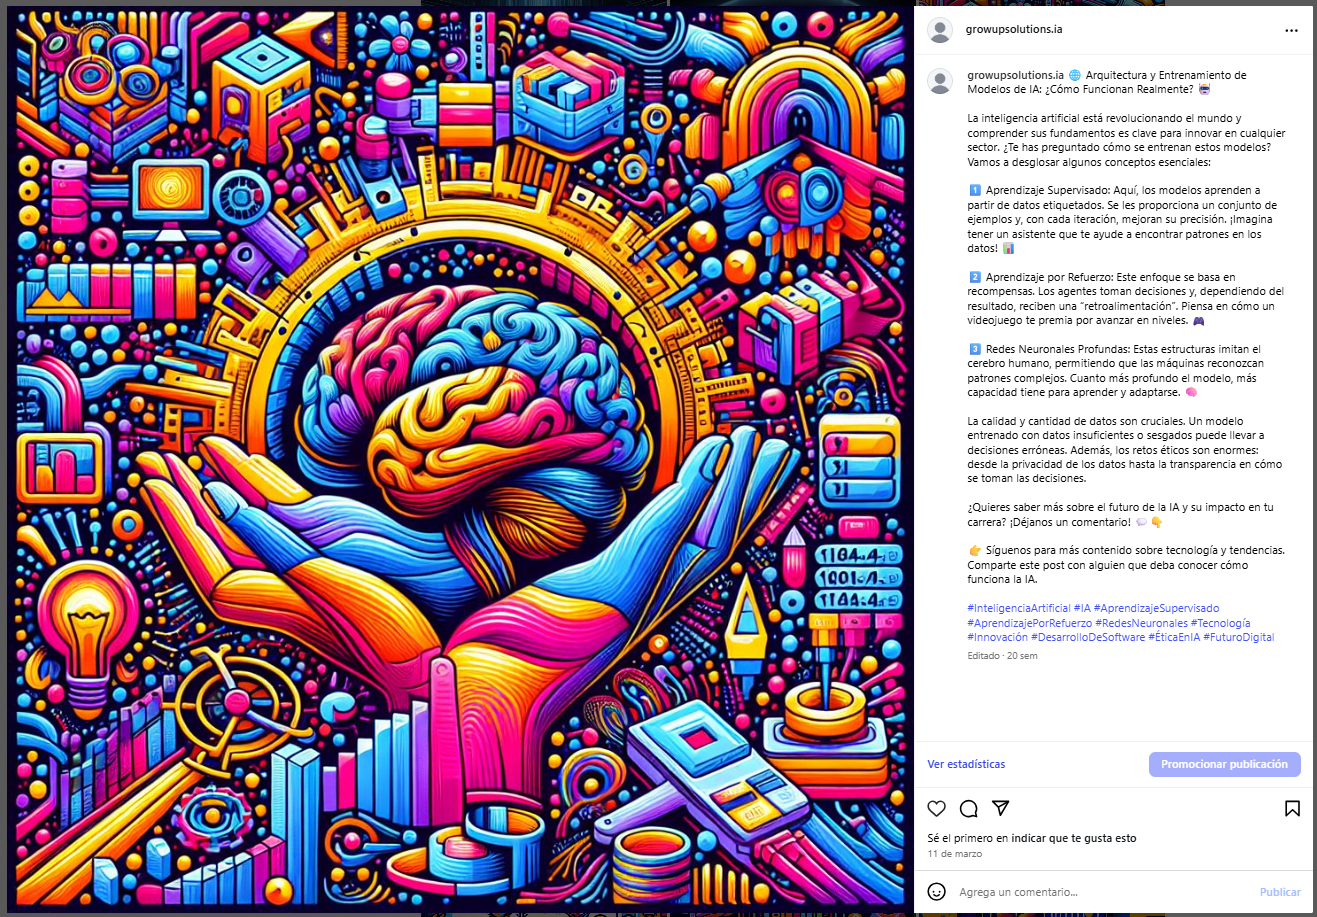 growupsolutions.ia
growupsolutions.ia 🌐 Arquitectura y Entrenamiento de
Modelos de IA: ¿Cómo Funcionan Realmente? 🤖
La inteligencia artificial está revolucionando el mundo y
comprender sus fundamentos es clave para innovar en cualquier
sector. ¿Te has preguntado cómo se entrenan estos modelos?
Vamos a desglosar algunos conceptos esenciales:
1️⃣ Aprendizaje Supervisado: Aquí, los modelos aprenden a
partir de datos etiquetados. Se les proporciona un conjunto de
ejemplos y, con cada iteración, mejoran su precisión. ¡Imagina
tener un asistente que te ayude a encontrar patrones en los
datos! 📊
2️⃣ Aprendizaje por Refuerzo: Este enfoque se basa en
recompensas. Los agentes toman decisiones y, dependiendo del
resultado, reciben una "retroalimentación". Piensa en cómo un
videojuego te premia por avanzar en niveles. 🎮
3️⃣ Redes Neuronales Profundas: Estas estructuras imitan el
cerebro humano, permitiendo que las máquinas reconozcan
patrones complejos. Cuanto más profundo el modelo, más
capacidad tiene para aprender y adaptarse. 🧠
La calidad y cantidad de datos son cruciales. Un modelo
entrenado con datos insuficientes o sesgados puede llevar a
decisiones erróneas. Además, los retos éticos son enormes:
desde la privacidad de los datos hasta la transparencia en cómo
se toman las decisiones.
¿Quieres saber más sobre el futuro de la IA y su impacto en tu
carrera? ¡Déjanos un comentario! 💬👇
👉 Síguenos para más contenido sobre tecnología y tendencias.
Comparte este post con alguien que deba conocer cómo
funciona la IA.
#InteligenciaArtificial #IA #AprendizajeSupervisado
#AprendizajePorRefuerzo #RedesNeuronales #Tecnología
#Innovación #DesarrolloDeSoftware #ÉticaEnIA #FuturoDigital
Editado · 20 sem
Ver estadísticas
Promocionar publicación
Sé el primero en indicar que te gusta esto
11 de marzo
Agrega un comentario...
Publicar